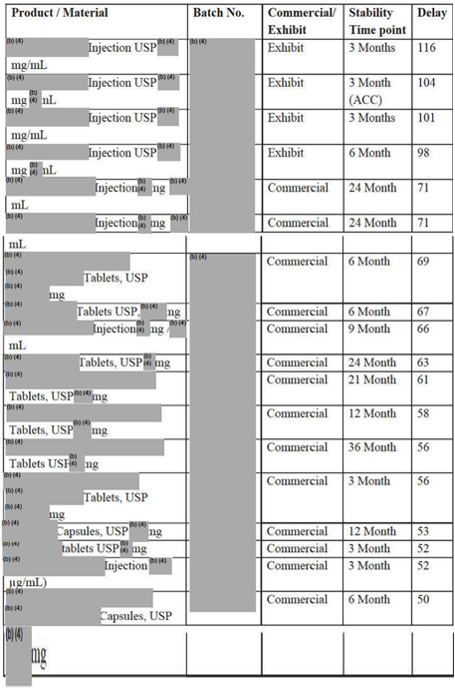 Product / Material Batch No. Commercial/ Stability Delay
Exhibit Time point
(b) (4) Injection USP (b) (4) (b) (4) Exhibit 3 Months 116
mg/mL
(b) (4) Injection USP (b) (4) Exhibit 3 Month 104
mg (b) (4) mL (ACC)
(b) (4) Injection USP (b) (4) Exhibit 3 Months 101
mg/mL
(b) (4) Injection USP (b) (4) Exhibit 6 Month 98
mg (b) (4) mL
(b) (4) Injection (b) (4) mg (b) (4) Commercial 24 Month 71
mL
(b) (4) Injection (b) (4) mg (b) (4) Commercial 24 Month 71
mL
(b) (4) (b) (4) Commercial 6 Month 69
(b) (4) Tablets, USP
(b) (4) mg
(b) (4) Tablets USP, (b) (4) mg Commercial 6 Month 67
(b) (4) Injection (b) (4) mg / (b) (4) Commercial 9 Month 66
mL
(b) (4) Tablets, USP (b) (4) mg Commercial 24 Month 63
(b) (4) Commercial 21 Month 61
Tablets, USP (b) (4) mg
(b) (4) Commercial 12 Month 58
Tablets, USP (b) (4) mg
(b) (4) Commercial 36 Month 56
Tablets USP (b) (4) mg
(b) (4) Commercial 3 Month 56
(b) (4) Tablets, USP
(b) (4) mg
(b) (4) Capsules, USP (b) (4) mg Commercial 12 Month 53
(b) (4) tablets USP (b) (4) mg Commercial 3 Month 52
(b) (4) Injection (b) (4) Commercial 3 Month 52
µg/mL)
(b) (4) Commercial 6 Month 50
(b) (4) Capsules, USP
(b) (4)
mg